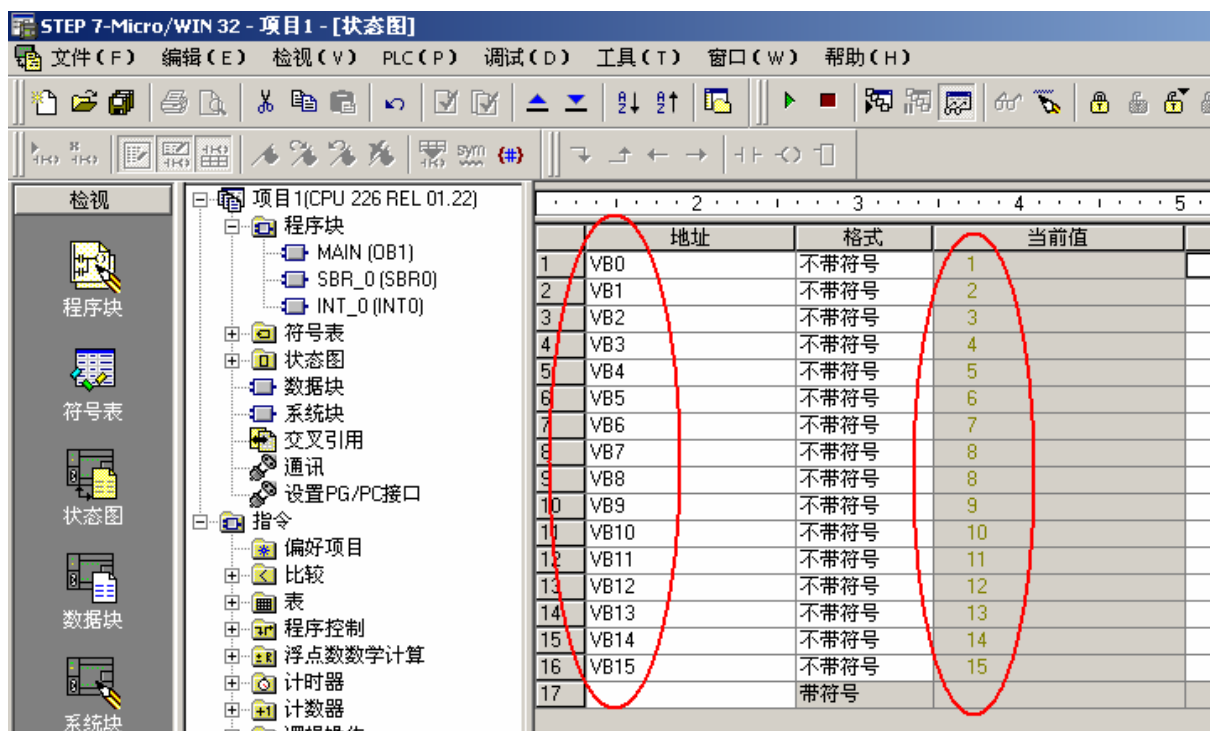 STEP 7-Micro/WIN 32 - 项目1 - [状态图]
文件(F) 编辑(E) 检视(V) PLC(P) 调试(D) 工具(T) 窗口(W) 帮助(H)
sym {#}
检视
程序块
符号表
状态图
数据块
系统块
项目1(CPU 226 REL 01.22)
程序块
MAIN (OB1)
SBR_0 (SBR0)
INT_0 (INT0)
符号表
状态图
数据块
系统块
交叉引用
通讯
设置PG/PC接口
指令
偏好项目
比较
表
程序控制
浮点数数学计算
计时器
计数器
逻辑操作
2 3 4 5
地址 格式 当前值
1 VB0 不带符号 1
2 VB1 不带符号 2
3 VB2 不带符号 3
4 VB3 不带符号 4
5 VB4 不带符号 5
6 VB5 不带符号 6
7 VB6 不带符号 7
8 VB7 不带符号 8
9 VB8 不带符号 8
10 VB9 不带符号 9
11 VB10 不带符号 10
12 VB11 不带符号 11
13 VB12 不带符号 12
14 VB13 不带符号 13
15 VB14 不带符号 14
16 VB15 不带符号 15
17 带符号